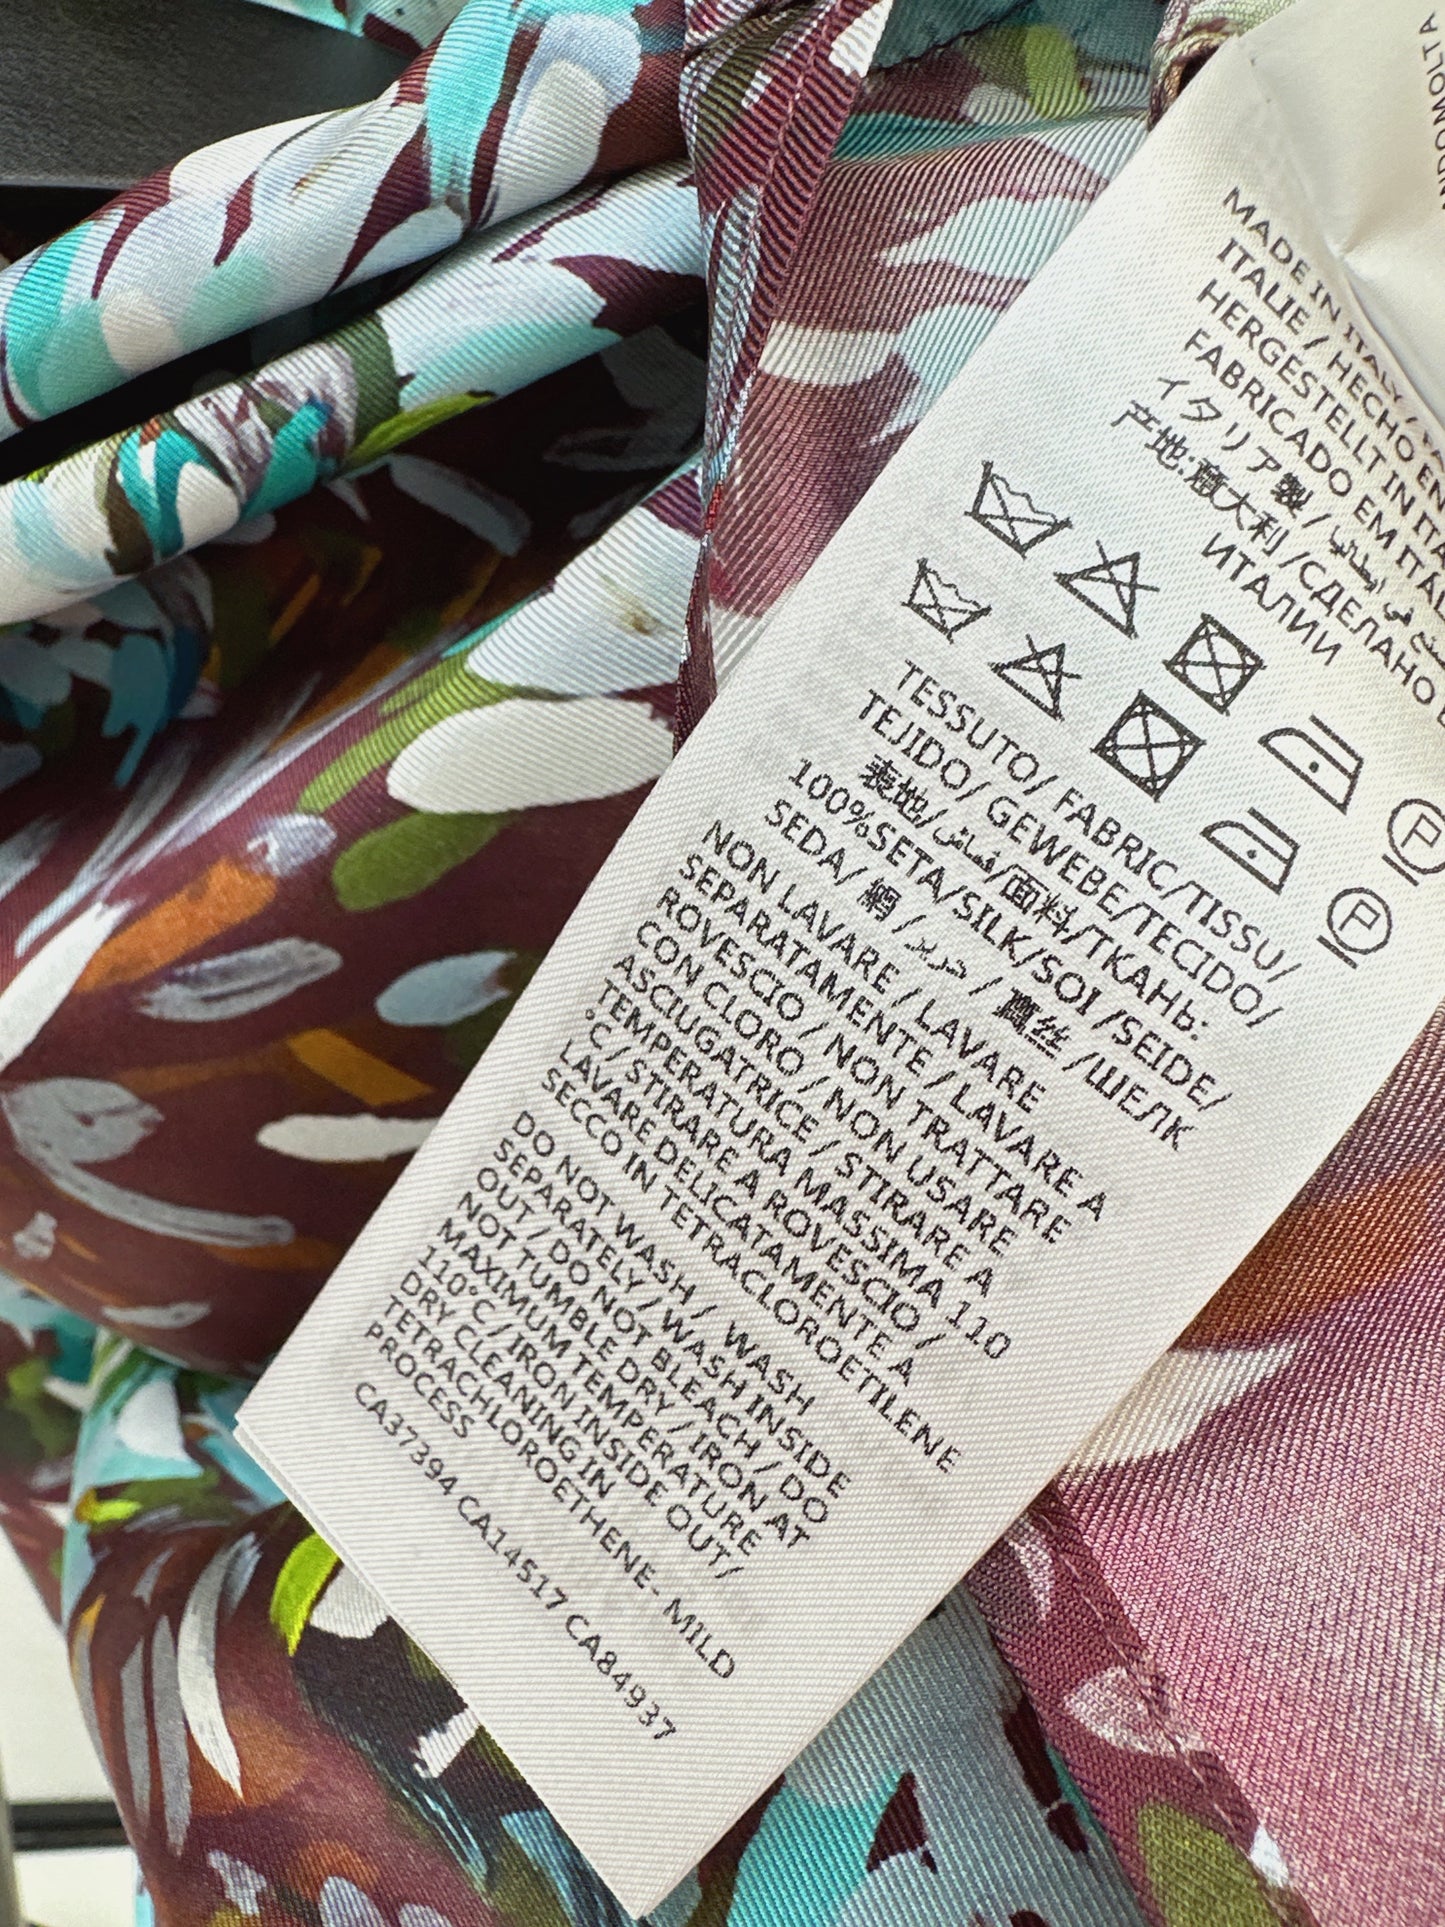 NDOMOLTA
MADE IN ITALY /
ITALIE / HECHO EN
HERGESTELLT IN ITA
FABRICADO EM ITÁL
イタリア製 /
产地:意大利 /СДЕЛАНО
ИТАЛИИ
TESSUTO/ FABRIC/TISSU/
TEJIDO/ GEWEBE/TECIDO/
表地/قماش/面料/ТКАНЬ:
100%SETA/SILK/SOI /SEIDE/
SEDA/ 絹 / حرير / 真丝 /ШЕЛК
NON LAVARE / LAVARE
SEPARATAMENTE / LAVARE A
ROVESCIO / NON TRATTARE
CON CLORO / NON USARE
ASCIUGATRICE / STIRARE A
TEMPERATURA MASSIMA 110
°C / STIRARE A ROVESCIO /
LAVARE DELICATAMENTE A
SECCO IN TETRACLOROETILENE
DO NOT WASH / WASH
SEPARATELY / WASH INSIDE
OUT / DO NOT BLEACH / DO
NOT TUMBLE DRY / IRON AT
MAXIMUM TEMPERATURE
110°C / IRON INSIDE OUT/
DRY CLEANING IN
TETRACHLOROETHENE- MILD
PROCESS
CA37394 CA14517 CA84937